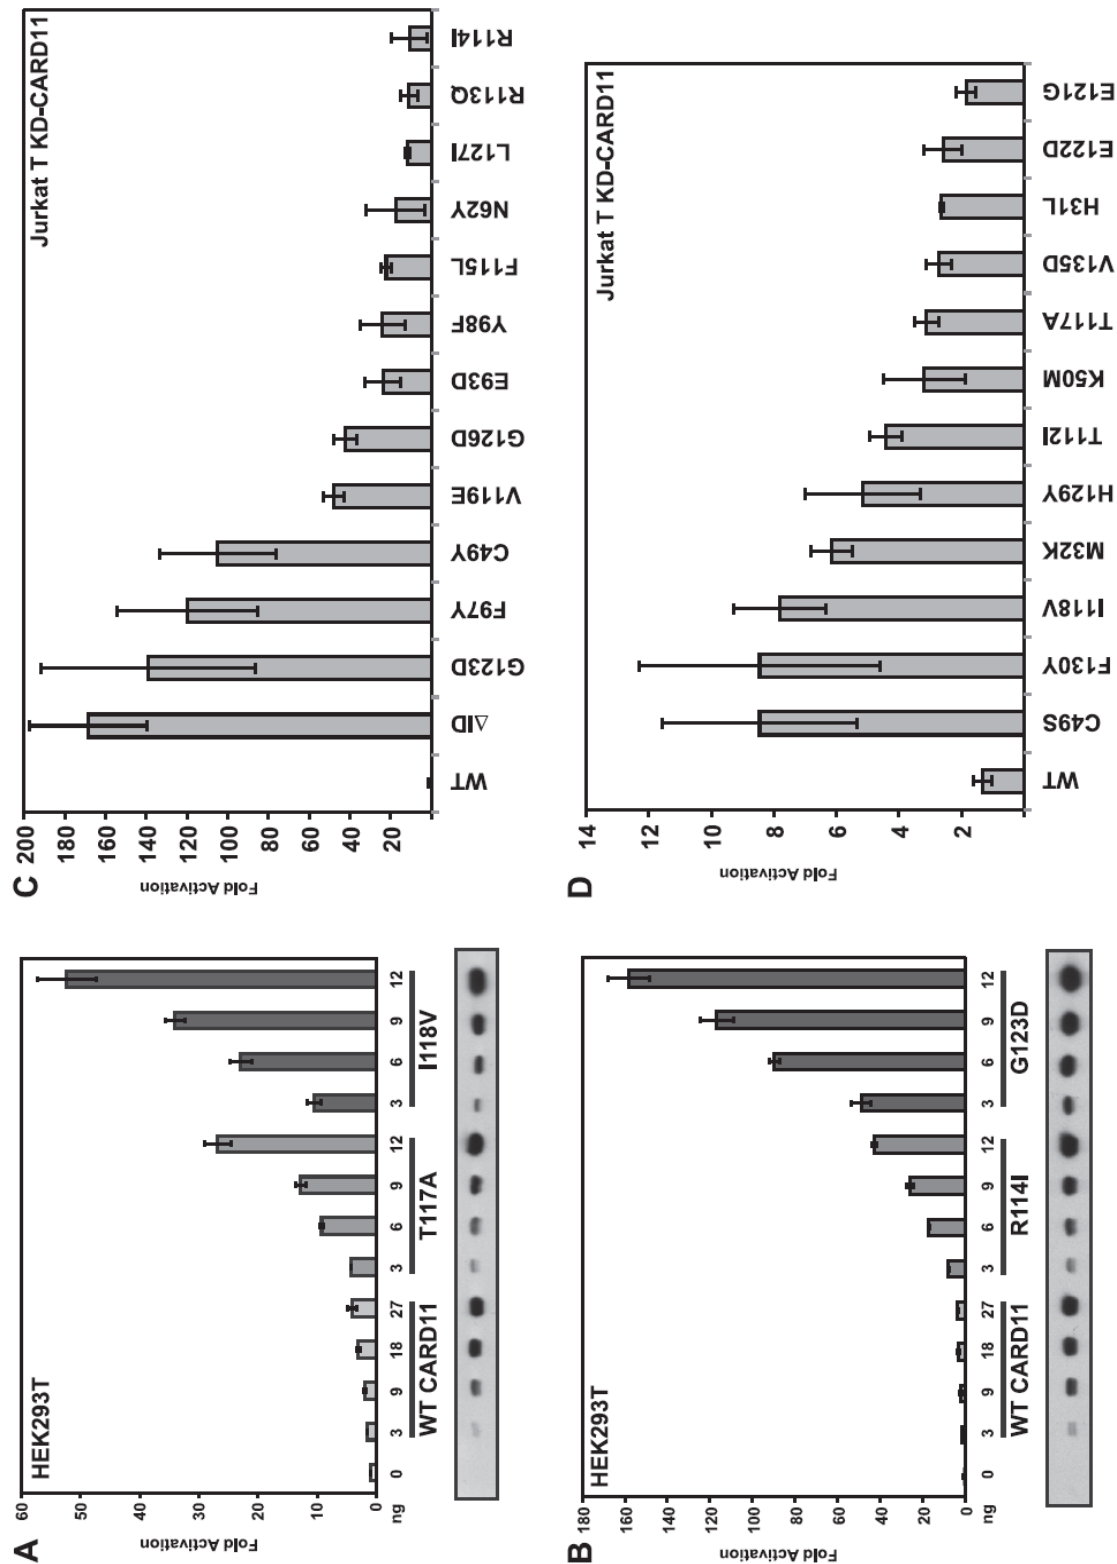 A
HEK293T
Fold Activation
60
50
40
30
20
10
0
ng
0 3 9 18 27 3 6 9 12 3 6 9 12
WT CARD11 T117A I118V
B
HEK293T
Fold Activation
180
160
140
120
100
80
60
40
20
0
ng
0 3 9 18 27 3 6 9 12 3 6 9 12
WT CARD11 R114I G123D
C
Jurkat T KD-CARD11
Fold Activation
200
180
160
140
120
100
80
60
40
20
WT ΔID G123D F97Y C49Y V119E G126D E93D Y98F F115L N62Y L127I R113Q R114I
D
Jurkat T KD-CARD11
Fold Activation
14
12
10
8
6
4
2
WT C49S F130Y I118V M32K H129Y T112I K50M T117A V135D H31L E122D E121G